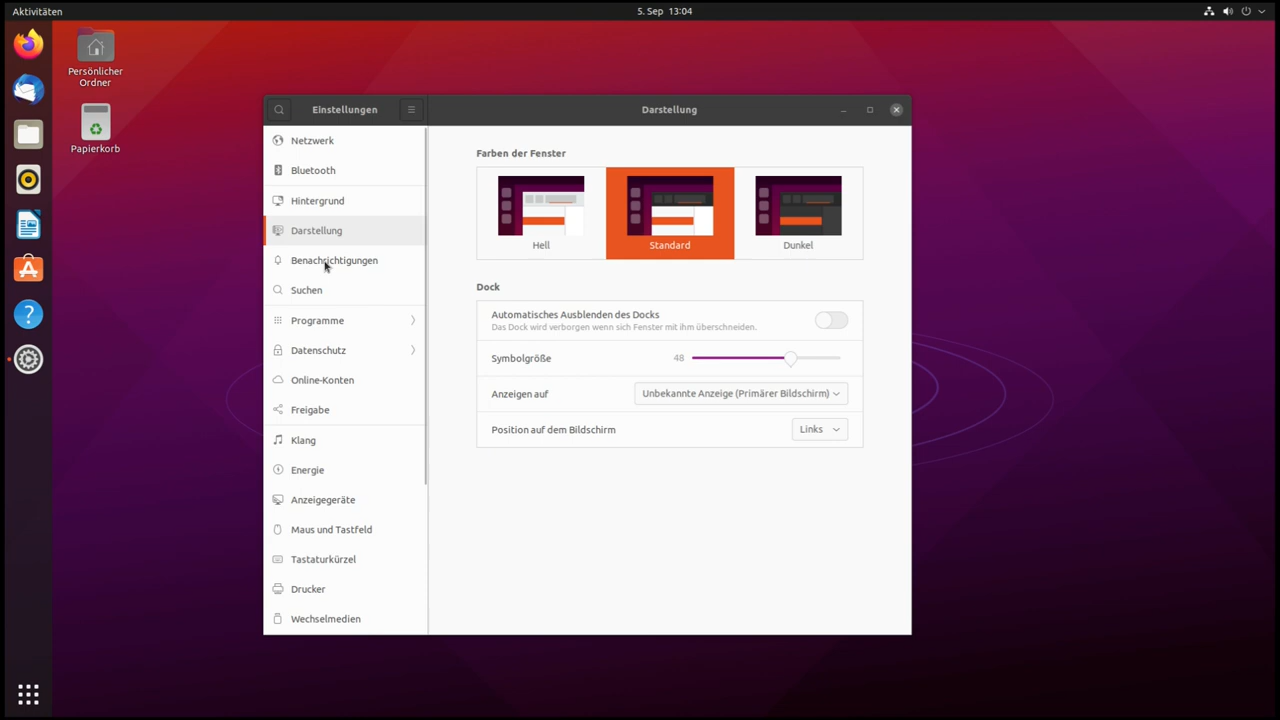 Aktivitäten
5. Sep 13:04
Persönlicher
Ordner
Papierkorb
Einstellungen
Darstellung
Netzwerk
Bluetooth
Hintergrund
Darstellung
Benachrichtigungen
Suchen
Programme
Datenschutz
Online-Konten
Freigabe
Klang
Energie
Anzeigegeräte
Maus und Tastfeld
Tastaturkürzel
Drucker
Wechselmedien
Farben der Fenster
Hell
Standard
Dunkel
Dock
Automatisches Ausblenden des Docks
Das Dock wird verborgen wenn sich Fenster mit ihm überschneiden.
Symbolgröße 48
Anzeigen auf Unbekannte Anzeige (Primärer Bildschirm)
Position auf dem Bildschirm Links